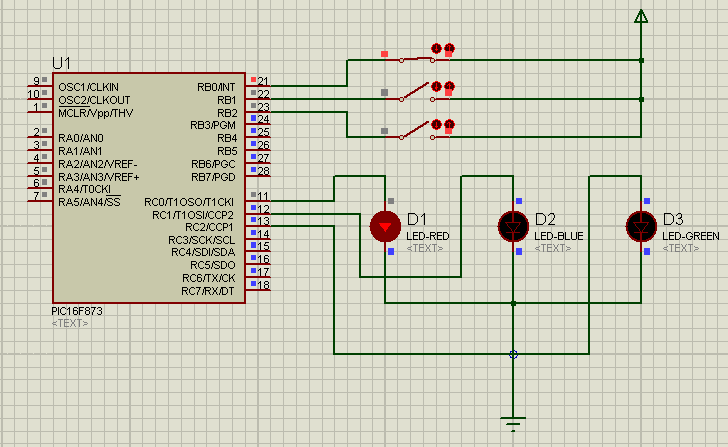 U1
9 OSC1/CLKIN RB0/INT 21
10 OSC2/CLKOUT RB1 22
1 MCLR/Vpp/THV RB2 23
RB3/PGM 24
2 RA0/AN0 RB4 25
3 RA1/AN1 RB5 26
4 RA2/AN2/VREF- RB6/PGC 27
5 RA3/AN3/VREF+ RB7/PGD 28
6 RA4/T0CKI
7 RA5/AN4/SS RC0/T1OSO/T1CKI 11
RC1/T1OSI/CCP2 12
RC2/CCP1 13
RC3/SCK/SCL 14
RC4/SDI/SDA 15
RC5/SDO 16
RC6/TX/CK 17
RC7/RX/DT 18
PIC16F873
<TEXT>
D1
LED-RED
<TEXT>
D2
LED-BLUE
<TEXT>
D3
LED-GREEN
<TEXT>